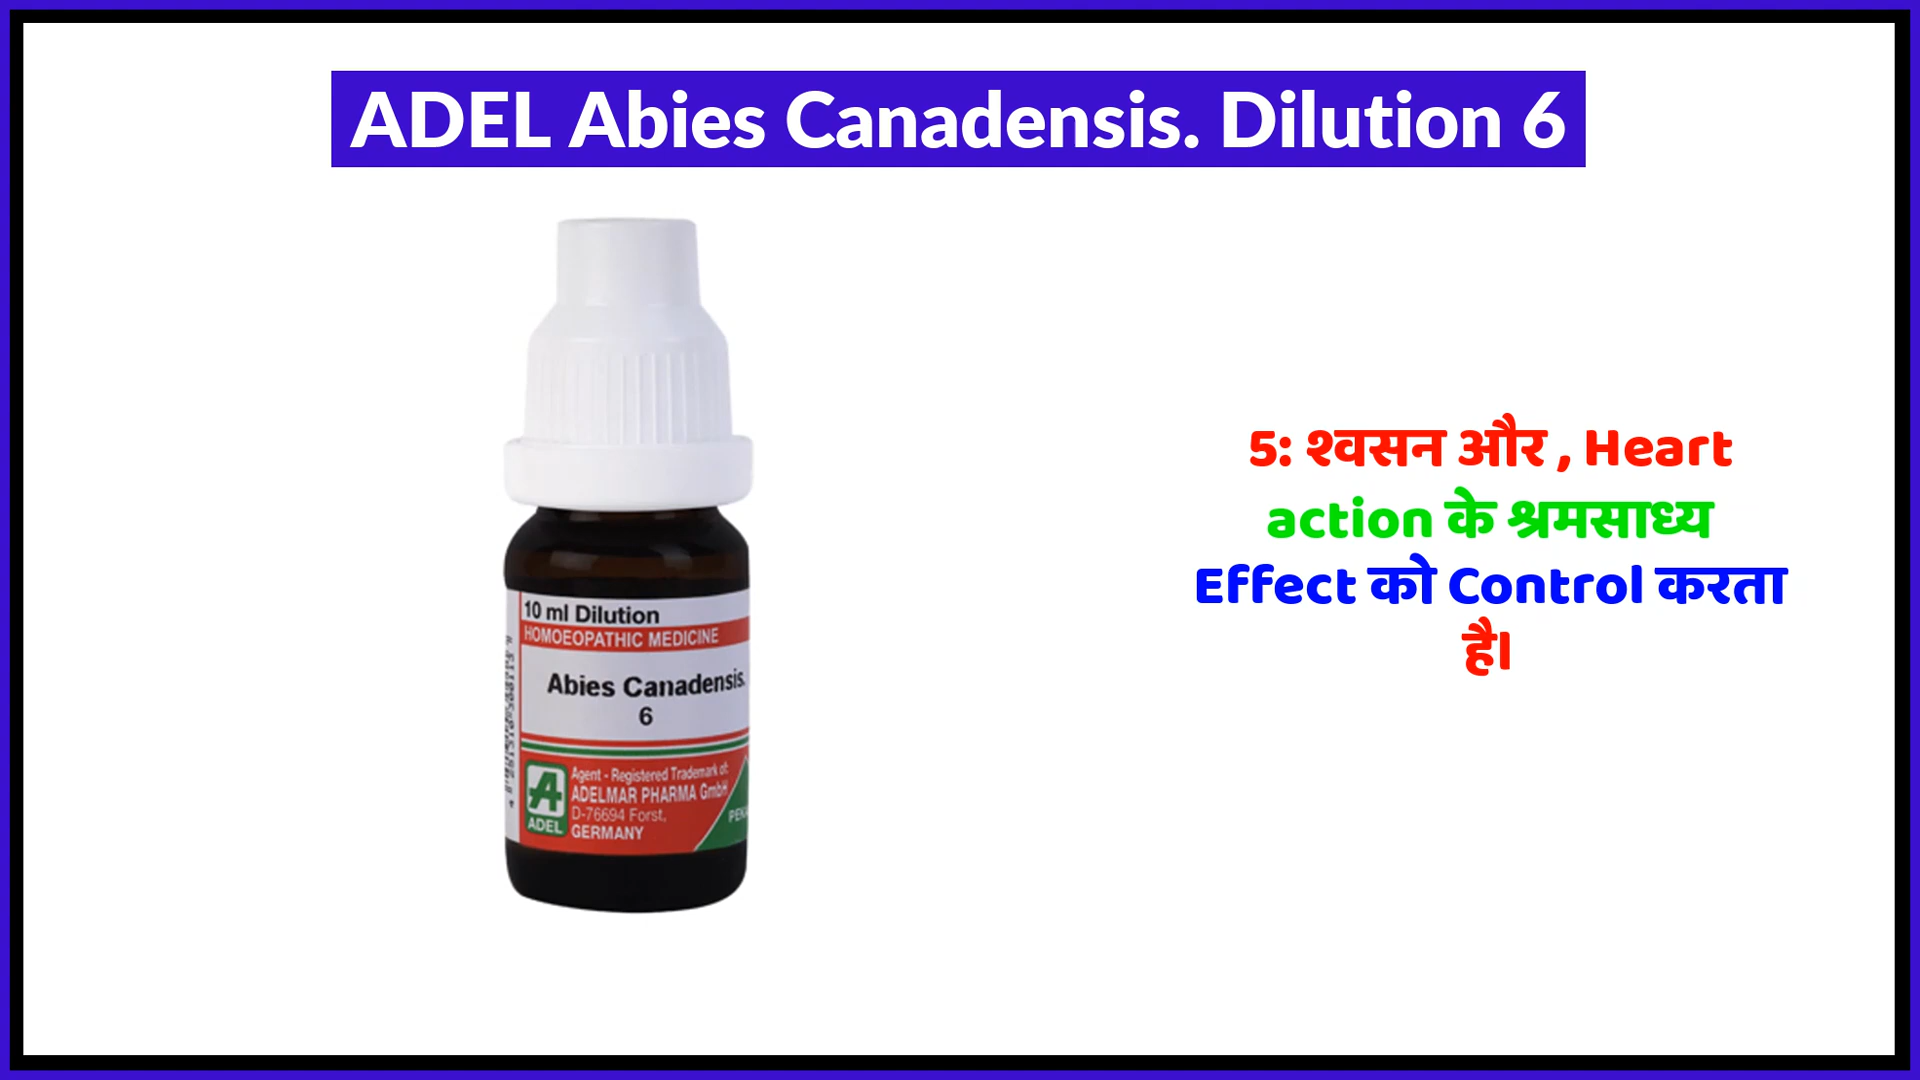 ADEL Abies Canadensis. Dilution 6
10 ml Dilution
HOMOEOPATHIC MEDICINE
Abies Canadensis.
6
Agent - Registered Trademark of:
ADELMAR PHARMA GmbH
D-76694 Forst,
GERMANY
ADEL
5: श्वसन और , Heart
action के श्रमसाध्य
Effect को Control करता
है।